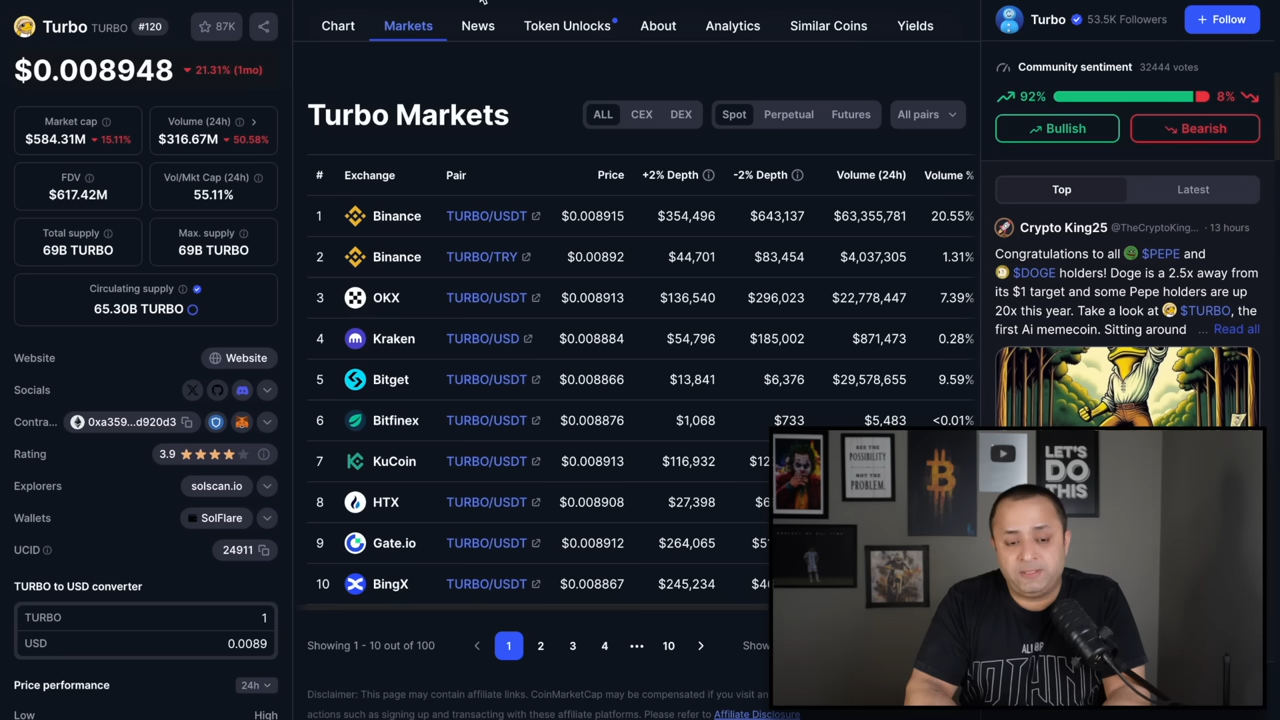 Turbo TURBO #120 87K
$0.008948 21.31% (1mo)
Market cap
$584.31M 15.11%
Volume (24h)
$316.67M 50.58%
FDV
$617.42M
Vol/Mkt Cap (24h)
55.11%
Total supply
69B TURBO
Max. supply
69B TURBO
Circulating supply
65.30B TURBO
Website Website
Socials
Contra... 0xa359...d920d3
Rating 3.9
Explorers solscan.io
Wallets SolFlare
UCID 24911
TURBO to USD converter
TURBO 1
USD 0.0089
Price performance 24h
Low High
Chart Markets News Token Unlocks About Analytics Similar Coins Yields
Turbo Markets
ALL CEX DEX Spot Perpetual Futures All pairs
# Exchange Pair Price +2% Depth -2% Depth Volume (24h) Volume %
1 Binance TURBO/USDT $0.008915 $354,496 $643,137 $63,355,781 20.55%
2 Binance TURBO/TRY $0.00892 $44,701 $83,454 $4,037,305 1.31%
3 OKX TURBO/USDT $0.008913 $136,540 $296,023 $22,778,447 7.39%
4 Kraken TURBO/USD $0.008884 $54,796 $185,002 $871,473 0.28%
5 Bitget TURBO/USDT $0.008866 $13,841 $6,376 $29,578,655 9.59%
6 Bitfinex TURBO/USDT $0.008876 $1,068 $733 $5,483 <0.01%
7 KuCoin TURBO/USDT $0.008913 $116,932 $12
8 HTX TURBO/USDT $0.008908 $27,398 $6
9 Gate.io TURBO/USDT $0.008912 $264,065 $5
10 BingX TURBO/USDT $0.008867 $245,234 $4
Showing 1 - 10 out of 100 1 2 3 4 ••• 10 Show
Disclaimer: This page may contain affiliate links. CoinMarketCap may be compensated if you visit an
actions such as signing up and transacting with these affiliate platforms. Please refer to Affiliate Disclosure
Turbo 53.5K Followers + Follow
Community sentiment 32444 votes
92% 8%
Bullish Bearish
Top Latest
Crypto King25 @TheCryptoKing... · 13 hours
Congratulations to all $PEPE and
$DOGE holders! Doge is a 2.5x away from
its $1 target and some Pepe holders are up
20x this year. Take a look at $TURBO, the
first Ai memecoin. Sitting around ... Read all
SEE THE
POSSIBILITY
NOT THE
PROBLEM.
LET'S
DO
THIS